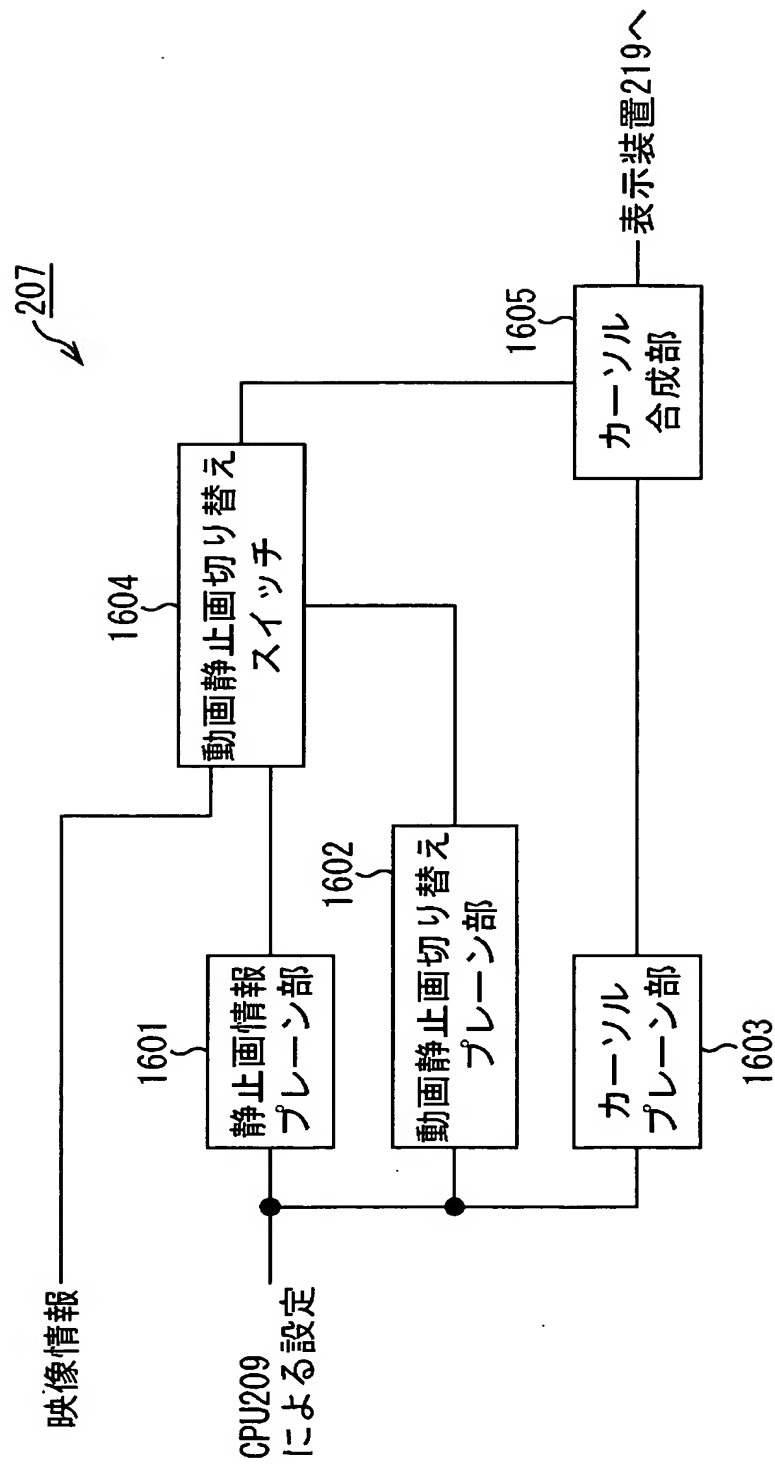 207
映像情報
CPU209
による設定
1601
静止画情報
プレーン部
1602
動画静止画切り替え
プレーン部
カーソル
プレーン部
1603
1604
動画静止画切り替え
スイッチ
1605
カーソル
合成部
表示装置219へ